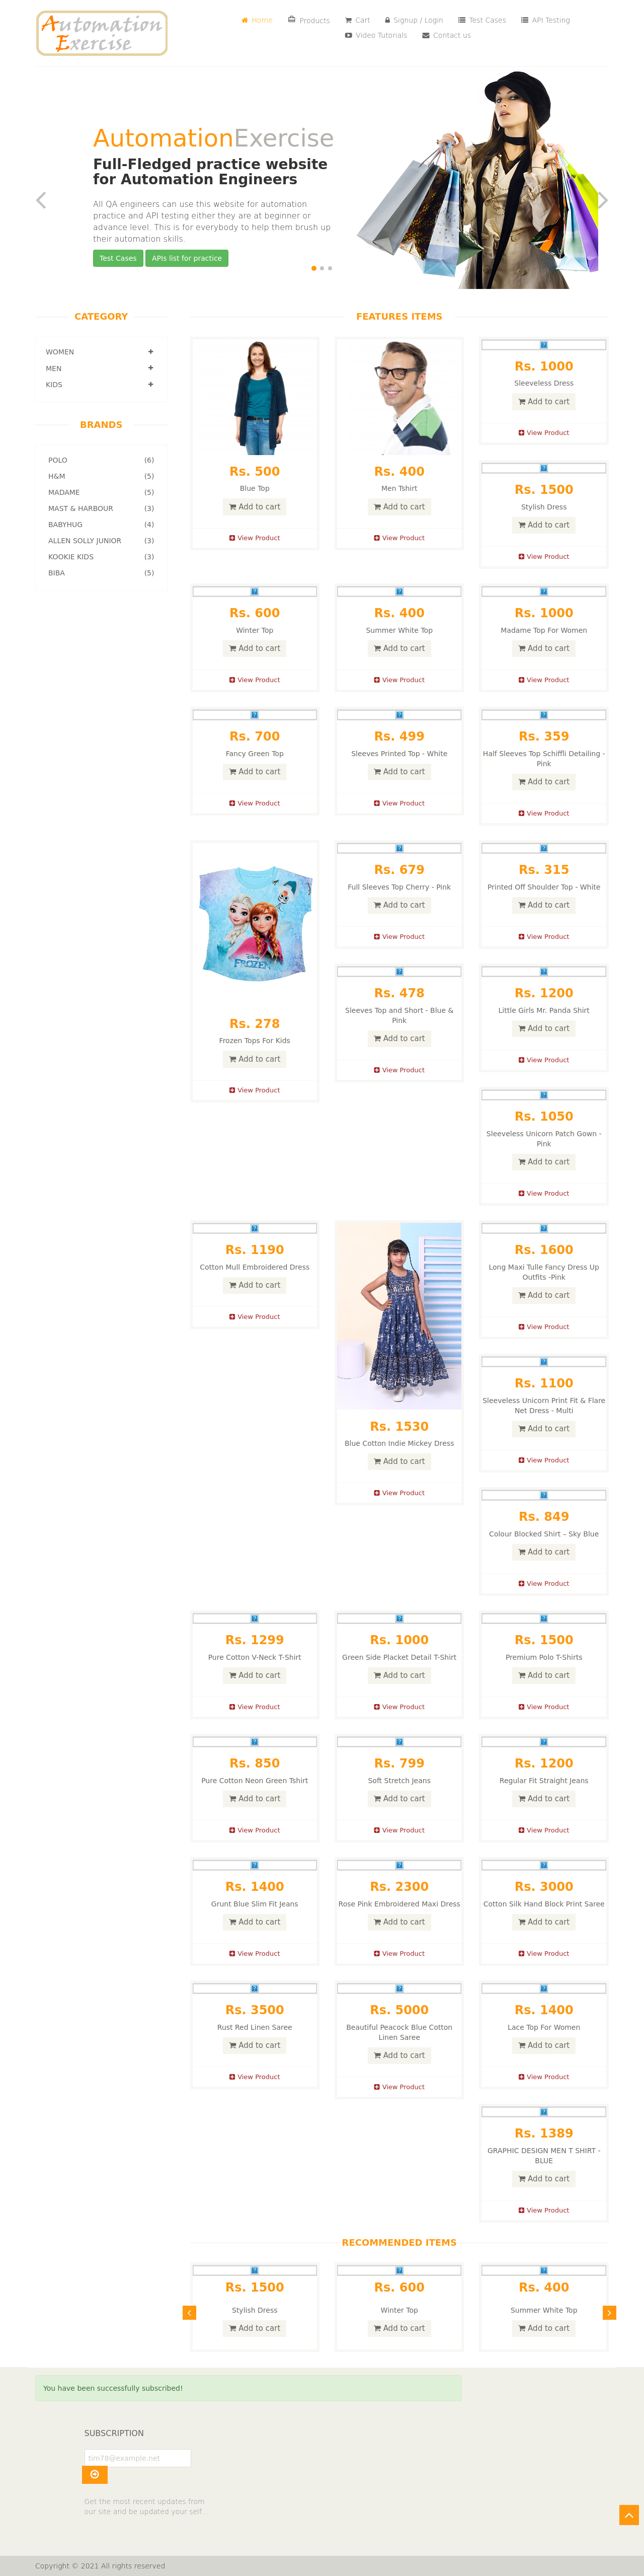 Automation
Exercise
Home
Products
Cart
Signup / Login
Test Cases
API Testing
Video Tutorials
Contact us
AutomationExercise
Full-Fledged practice website
for Automation Engineers
All QA engineers can use this website for automation
practice and API testing either they are at beginner or
advance level. This is for everybody to help them brush up
their automation skills.
Test Cases
APIs list for practice
CATEGORY
WOMEN
MEN
KIDS
BRANDS
POLO (6)
H&M (5)
MADAME (5)
MAST & HARBOUR (3)
BABYHUG (4)
ALLEN SOLLY JUNIOR (3)
KOOKIE KIDS (3)
BIBA (5)
FEATURES ITEMS
Rs. 500
Blue Top
Add to cart
View Product
Rs. 400
Men Tshirt
Add to cart
View Product
Rs. 1000
Sleeveless Dress
Add to cart
View Product
Rs. 1500
Stylish Dress
Add to cart
View Product
Rs. 600
Winter Top
Add to cart
View Product
Rs. 400
Summer White Top
Add to cart
View Product
Rs. 1000
Madame Top For Women
Add to cart
View Product
Rs. 700
Fancy Green Top
Add to cart
View Product
Rs. 499
Sleeves Printed Top - White
Add to cart
View Product
Rs. 359
Half Sleeves Top Schiffli Detailing -
Pink
Add to cart
View Product
FROZEN
Rs. 278
Frozen Tops For Kids
Add to cart
View Product
Rs. 679
Full Sleeves Top Cherry - Pink
Add to cart
View Product
Rs. 315
Printed Off Shoulder Top - White
Add to cart
View Product
Rs. 478
Sleeves Top and Short - Blue &
Pink
Add to cart
View Product
Rs. 1200
Little Girls Mr. Panda Shirt
Add to cart
View Product
Rs. 1050
Sleeveless Unicorn Patch Gown -
Pink
Add to cart
View Product
Rs. 1190
Cotton Mull Embroidered Dress
Add to cart
View Product
Rs. 1530
Blue Cotton Indie Mickey Dress
Add to cart
View Product
Rs. 1600
Long Maxi Tulle Fancy Dress Up
Outfits -Pink
Add to cart
View Product
Rs. 1100
Sleeveless Unicorn Print Fit & Flare
Net Dress - Multi
Add to cart
View Product
Rs. 849
Colour Blocked Shirt – Sky Blue
Add to cart
View Product
Rs. 1299
Pure Cotton V-Neck T-Shirt
Add to cart
View Product
Rs. 1000
Green Side Placket Detail T-Shirt
Add to cart
View Product
Rs. 1500
Premium Polo T-Shirts
Add to cart
View Product
Rs. 850
Pure Cotton Neon Green Tshirt
Add to cart
View Product
Rs. 799
Soft Stretch Jeans
Add to cart
View Product
Rs. 1200
Regular Fit Straight Jeans
Add to cart
View Product
Rs. 1400
Grunt Blue Slim Fit Jeans
Add to cart
View Product
Rs. 2300
Rose Pink Embroidered Maxi Dress
Add to cart
View Product
Rs. 3000
Cotton Silk Hand Block Print Saree
Add to cart
View Product
Rs. 3500
Rust Red Linen Saree
Add to cart
View Product
Rs. 5000
Beautiful Peacock Blue Cotton
Linen Saree
Add to cart
View Product
Rs. 1400
Lace Top For Women
Add to cart
View Product
Rs. 1389
GRAPHIC DESIGN MEN T SHIRT -
BLUE
Add to cart
View Product
RECOMMENDED ITEMS
Rs. 1500
Stylish Dress
Add to cart
Rs. 600
Winter Top
Add to cart
Rs. 400
Summer White Top
Add to cart
You have been successfully subscribed!
SUBSCRIPTION
tim78@example.net
Get the most recent updates from
our site and be updated your self...
Copyright © 2021 All rights reserved